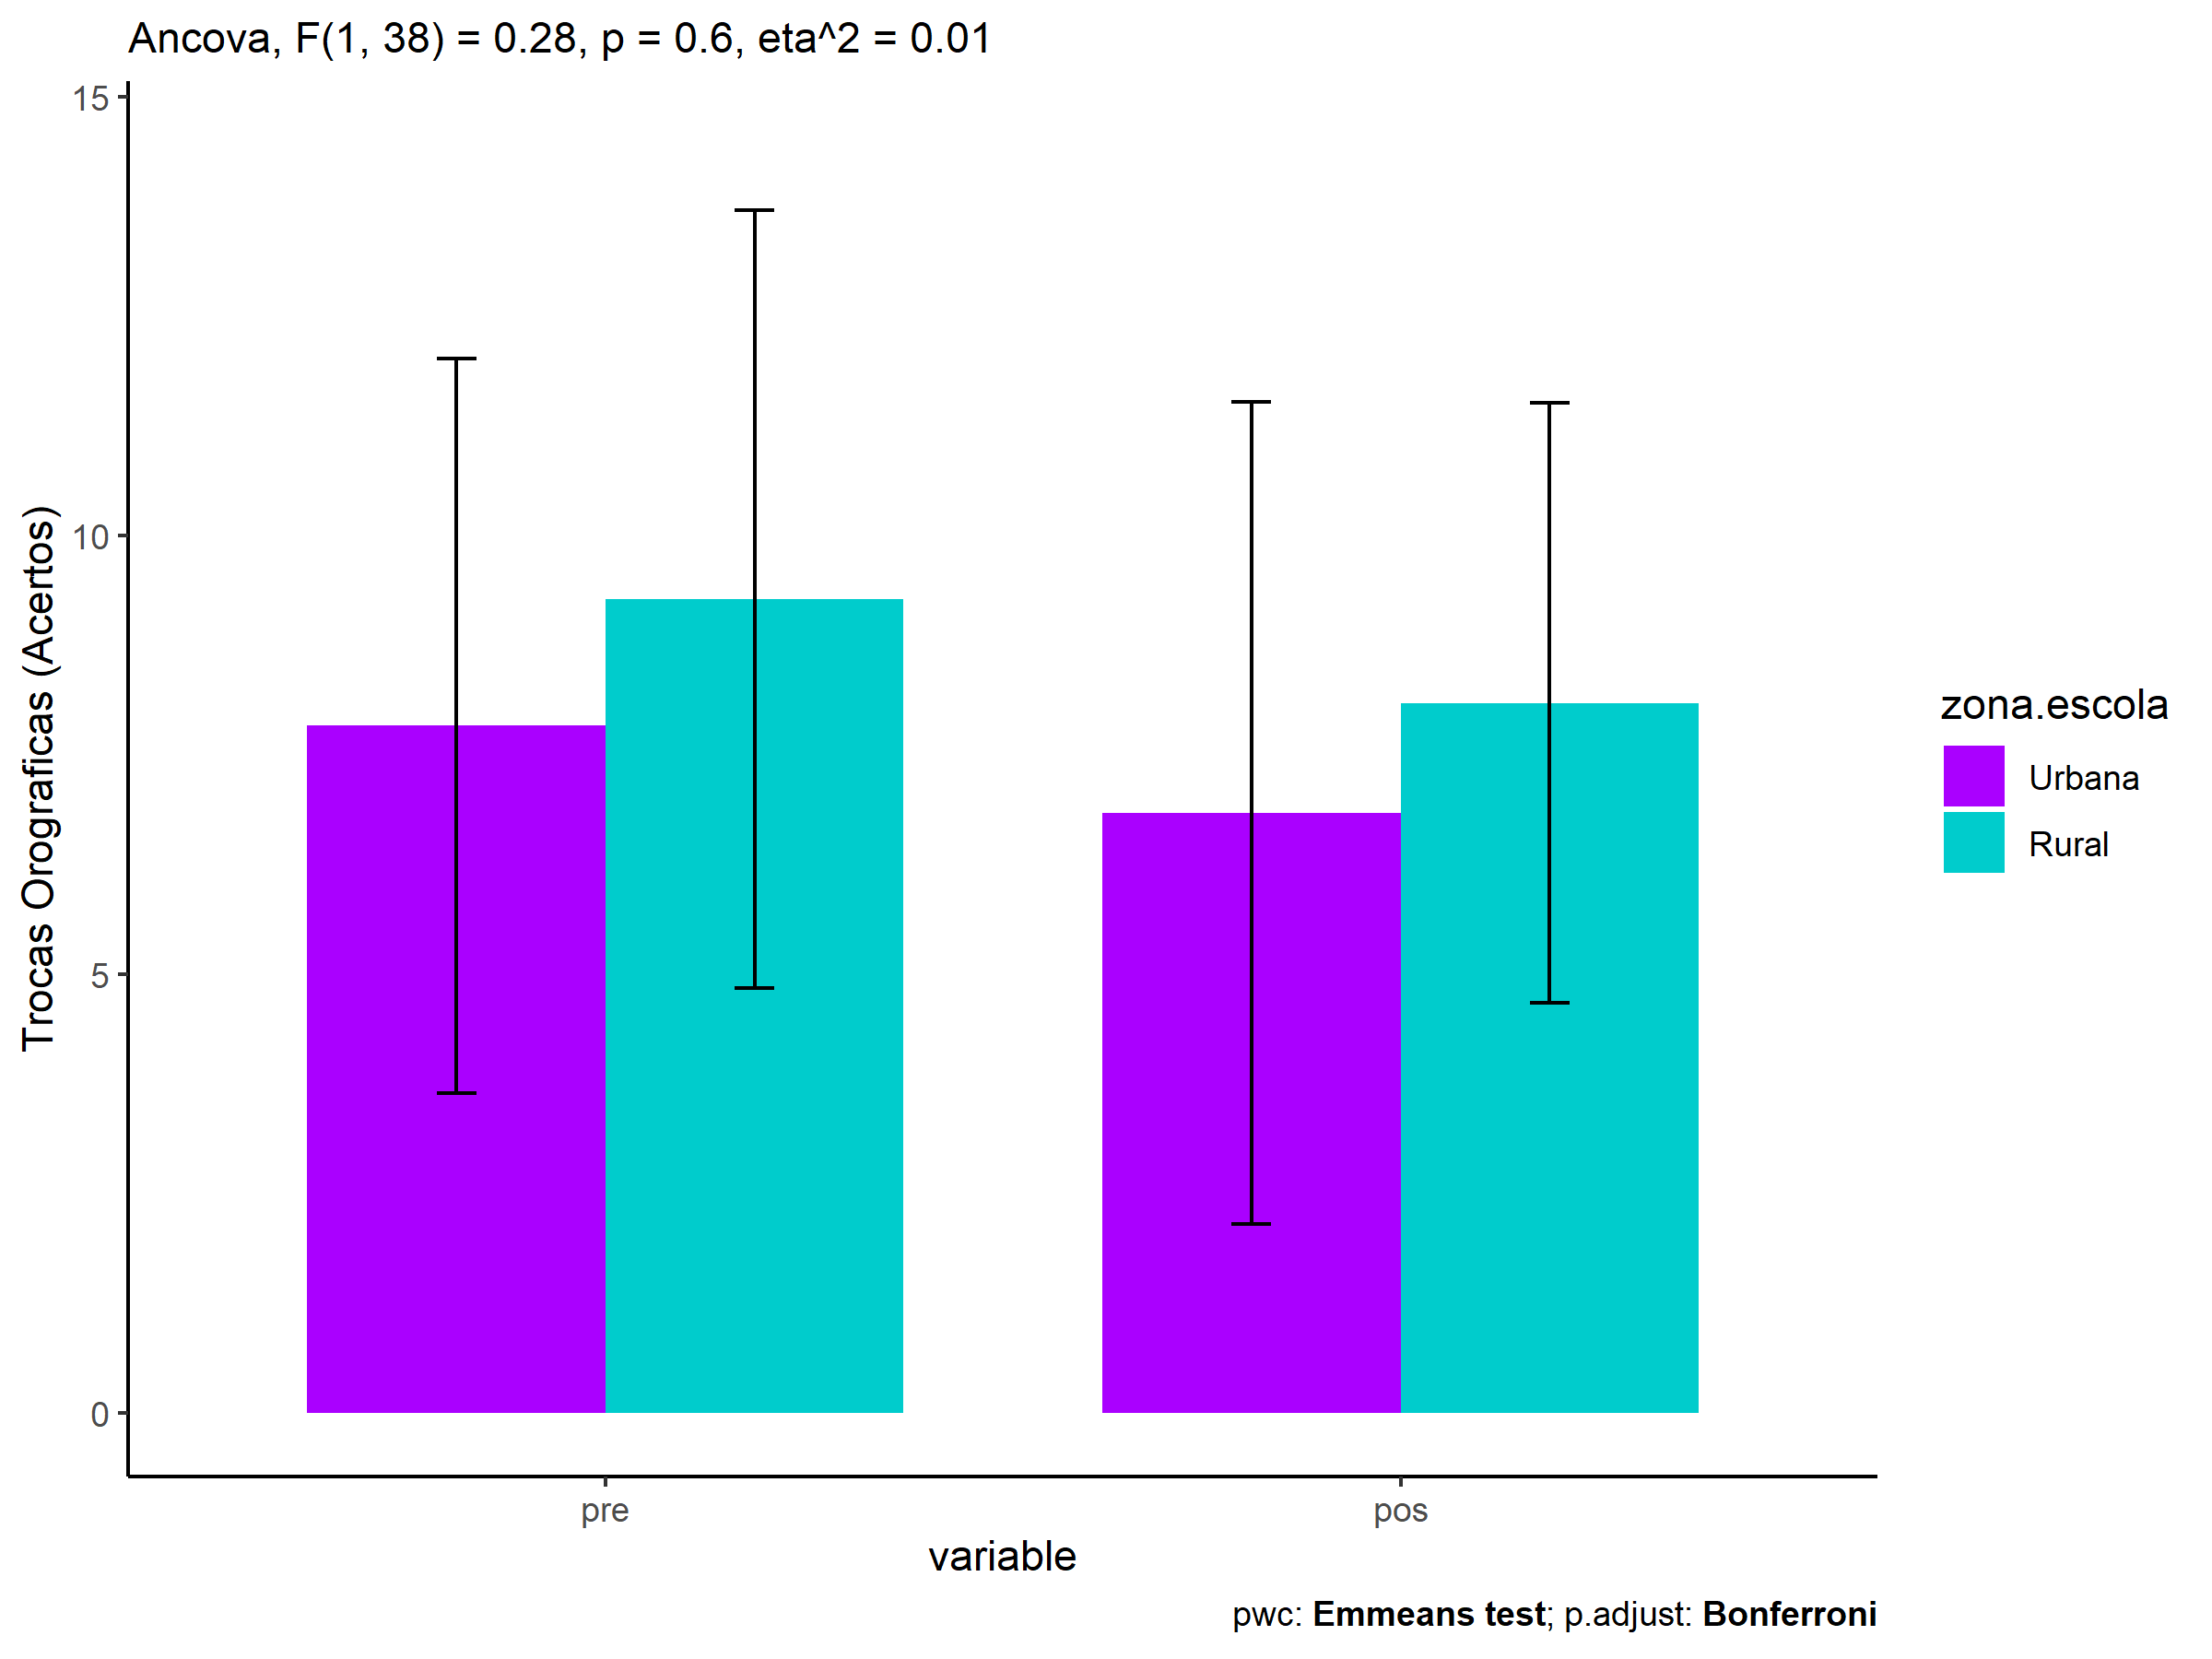 Ancova, F(1, 38) = 0.28, p = 0.6, eta^2 = 0.01
15
10
5
0
Trocas Orograficas (Acertos)
pre
pos
variable
zona.escola
Urbana
Rural
pwc: Emmeans test; p.adjust: Bonferroni